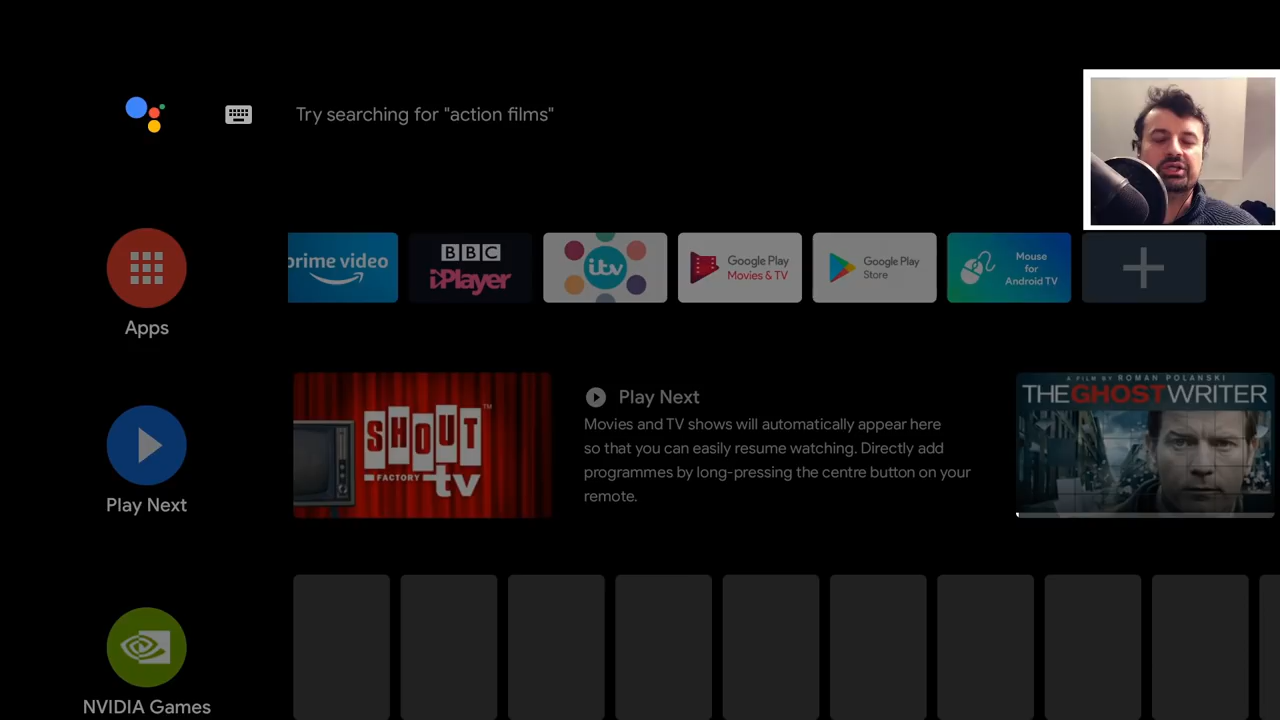 Try searching for "action films"
prime video
BBC
iPlayer
itv
Google Play
Movies & TV
Google Play
Store
Mouse
for
Android TV
Apps
SHOUT
FACTORY
tv
TM
Play Next
Movies and TV shows will automatically appear here
so that you can easily resume watching. Directly add
programmes by long-pressing the centre button on your
remote.
A FILM BY ROMAN POLANSKI
THE GHOST WRITER
Play Next
NVIDIA Games